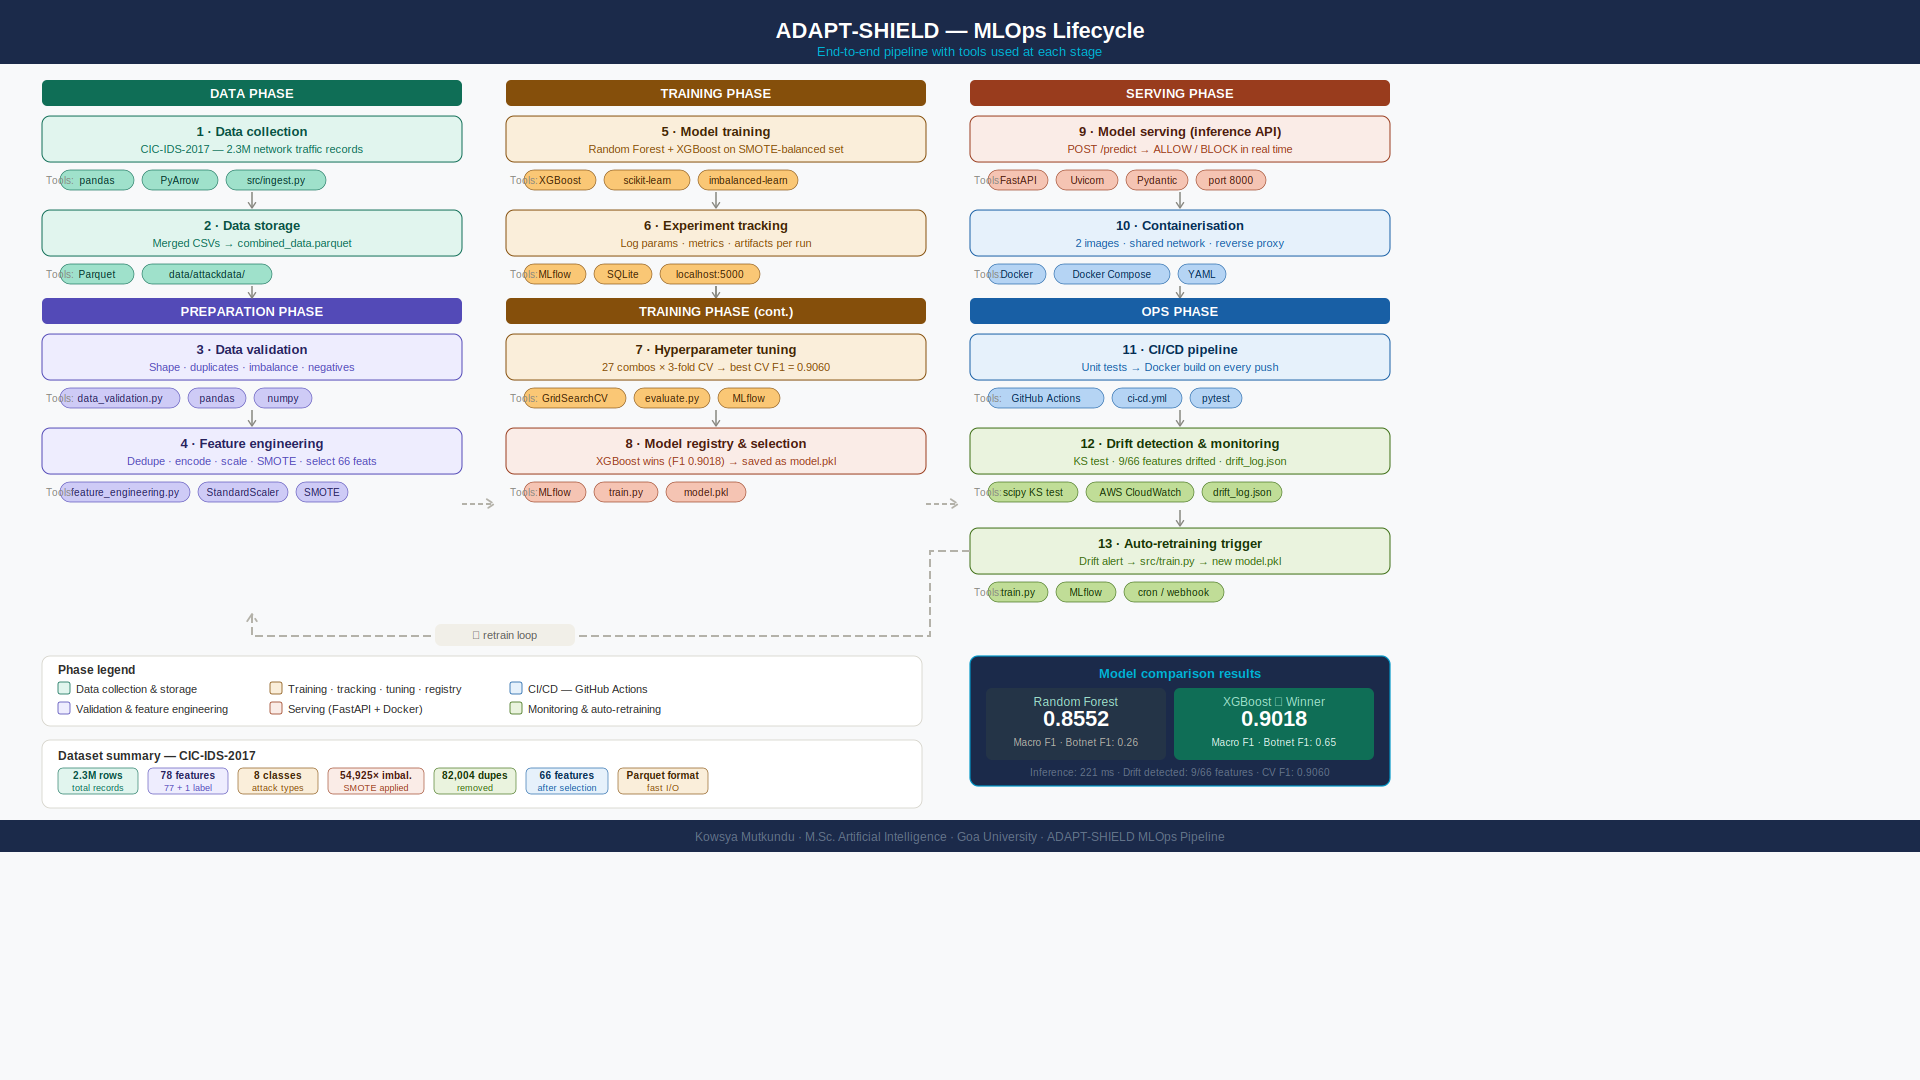 ADAPT-SHIELD — MLOps Lifecycle
End-to-end pipeline with tools used at each stage
DATA PHASE
1 · Data collection
CIC-IDS-2017 — 2.3M network traffic records
Tools: pandas PyArrow src/ingest.py
2 · Data storage
Merged CSVs → combined_data.parquet
Tools: Parquet data/attackdata/
PREPARATION PHASE
3 · Data validation
Shape · duplicates · imbalance · negatives
Tools: data_validation.py pandas numpy
4 · Feature engineering
Dedupe · encode · scale · SMOTE · select 66 feats
Tools: feature_engineering.py StandardScaler SMOTE
TRAINING PHASE
5 · Model training
Random Forest + XGBoost on SMOTE-balanced set
Tools: XGBoost scikit-learn imbalanced-learn
6 · Experiment tracking
Log params · metrics · artifacts per run
Tools: MLflow SQLite localhost:5000
TRAINING PHASE (cont.)
7 · Hyperparameter tuning
27 combos × 3-fold CV → best CV F1 = 0.9060
Tools: GridSearchCV evaluate.py MLflow
8 · Model registry & selection
XGBoost wins (F1 0.9018) → saved as model.pkl
Tools: MLflow train.py model.pkl
SERVING PHASE
9 · Model serving (inference API)
POST /predict → ALLOW / BLOCK in real time
Tools: FastAPI Uvicorn Pydantic port 8000
10 · Containerisation
2 images · shared network · reverse proxy
Tools: Docker Docker Compose YAML
OPS PHASE
11 · CI/CD pipeline
Unit tests → Docker build on every push
Tools: GitHub Actions ci-cd.yml pytest
12 · Drift detection & monitoring
KS test · 9/66 features drifted · drift_log.json
Tools: scipy KS test AWS CloudWatch drift_log.json
13 · Auto-retraining trigger
Drift alert → src/train.py → new model.pkl
Tools: train.py MLflow cron / webhook
retrain loop
Phase legend
Data collection & storage
Training · tracking · tuning · registry
CI/CD — GitHub Actions
Validation & feature engineering
Serving (FastAPI + Docker)
Monitoring & auto-retraining
Dataset summary — CIC-IDS-2017
2.3M rows
total records
78 features
77 + 1 label
8 classes
attack types
54,925× imbal.
SMOTE applied
82,004 dupes
removed
66 features
after selection
Parquet format
fast I/O
Model comparison results
Random Forest
0.8552
Macro F1 · Botnet F1: 0.26
XGBoost Winner
0.9018
Macro F1 · Botnet F1: 0.65
Inference: 221 ms · Drift detected: 9/66 features · CV F1: 0.9060
Kowsya Mutkundu · M.Sc. Artificial Intelligence · Goa University · ADAPT-SHIELD MLOps Pipeline